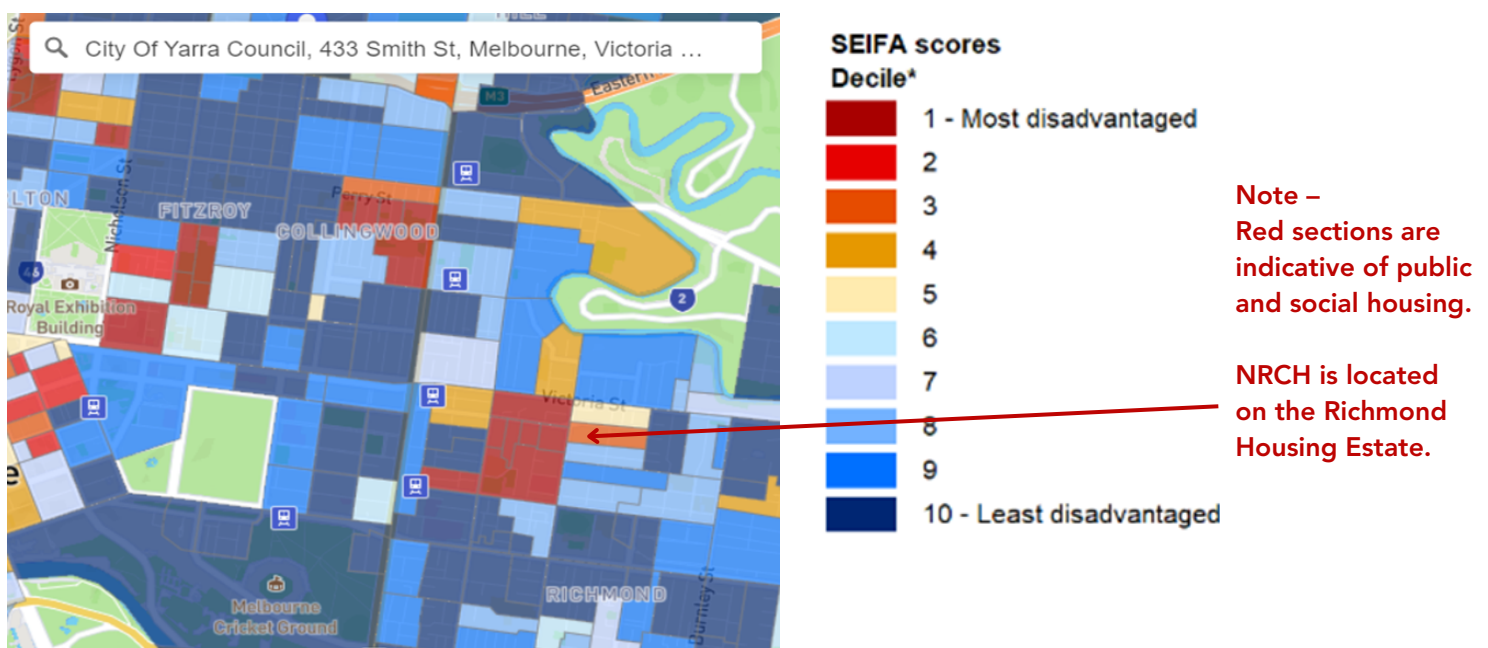 City Of Yarra Council, 433 Smith St, Melbourne, Victoria ...
M3
Eastern
Nicholson St
Perry St
LTON
FITZROY
COLLINGWOOD
46
Royal Exhibition
Building
2
Victoria St
e
RICHMOND
Burnley St
Melbourne
Cricket Ground
SEIFA scores
Decile*
1 - Most disadvantaged
2
3
4
5
6
7
8
9
10 - Least disadvantaged
Note –
Red sections are
indicative of public
and social housing.
NRCH is located
on the Richmond
Housing Estate.